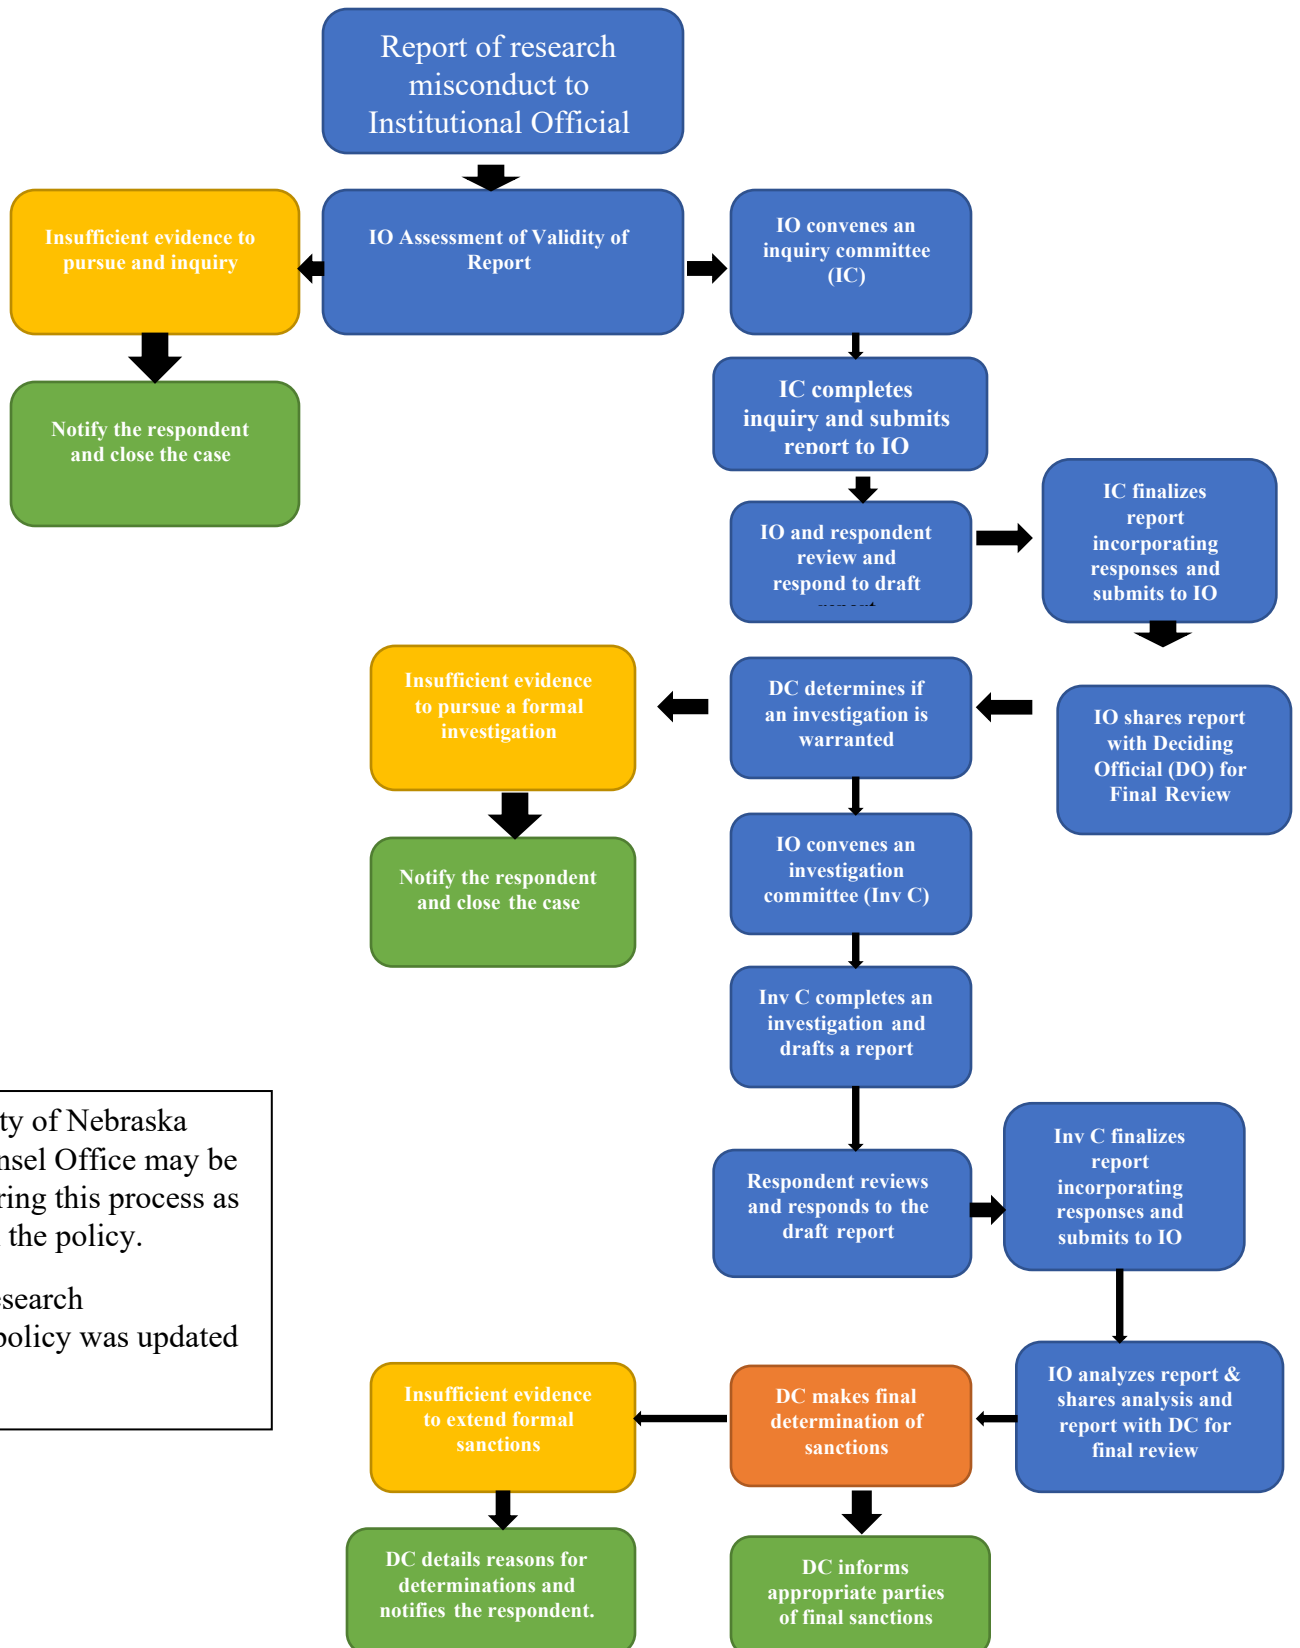 Report of research
misconduct to
Institutional Official
Insufficient evidence to
pursue and inquiry
IO Assessment of Validity of
Report
IO convenes an
inquiry committee
(IC)
Notify the respondent
and close the case
IC completes
inquiry and submits
report to IO
IO and respondent
review and
respond to draft
IC finalizes
report
incorporating
responses and
submits to IO
Insufficient evidence
to pursue a formal
investigation
DC determines if
an investigation is
warranted
IO shares report
with Deciding
Official (DO) for
Final Review
Notify the respondent
and close the case
IO convenes an
investigation
committee (Inv C)
Inv C completes an
investigation and
drafts a report
ty of Nebraska
nsel Office may be
ring this process as
the policy.
esearch
policy was updated
Respondent reviews
and responds to the
draft report
Inv C finalizes
report
incorporating
responses and
submits to IO
Insufficient evidence
to extend formal
sanctions
DC makes final
determination of
sanctions
IO analyzes report &
shares analysis and
report with DC for
final review
DC details reasons for
determinations and
notifies the respondent.
DC informs
appropriate parties
of final sanctions